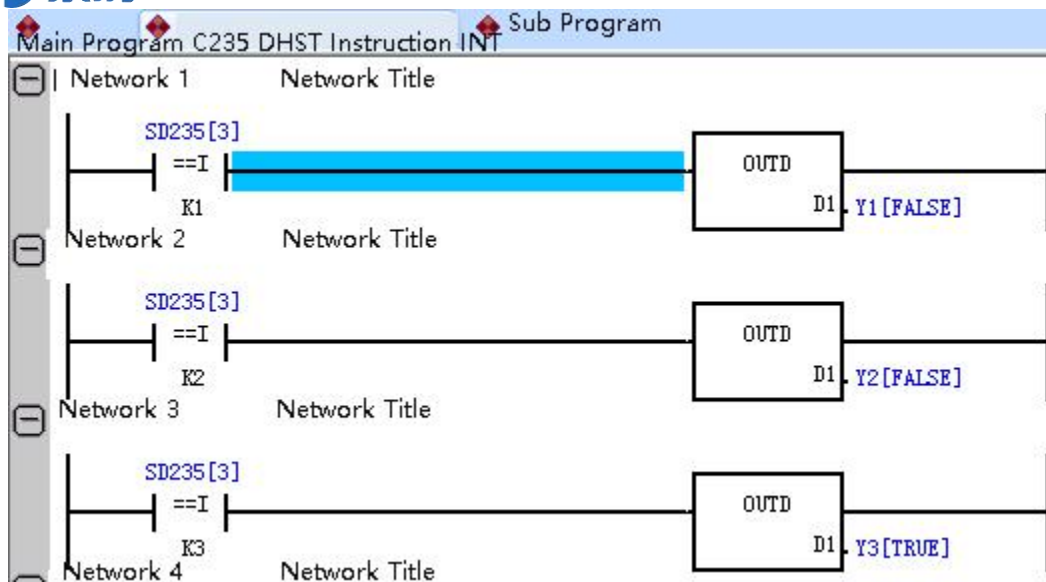 Main Program C235 DHST Instruction INT Sub Program
Network 1 Network Title
SD235[3]
==I OUTD
K1 D1 Y1[FALSE]
Network 2 Network Title
SD235[3]
==I OUTD
K2 D1 Y2[FALSE]
Network 3 Network Title
SD235[3]
==I OUTD
K3 D1 Y3[TRUE]
Network 4 Network Title